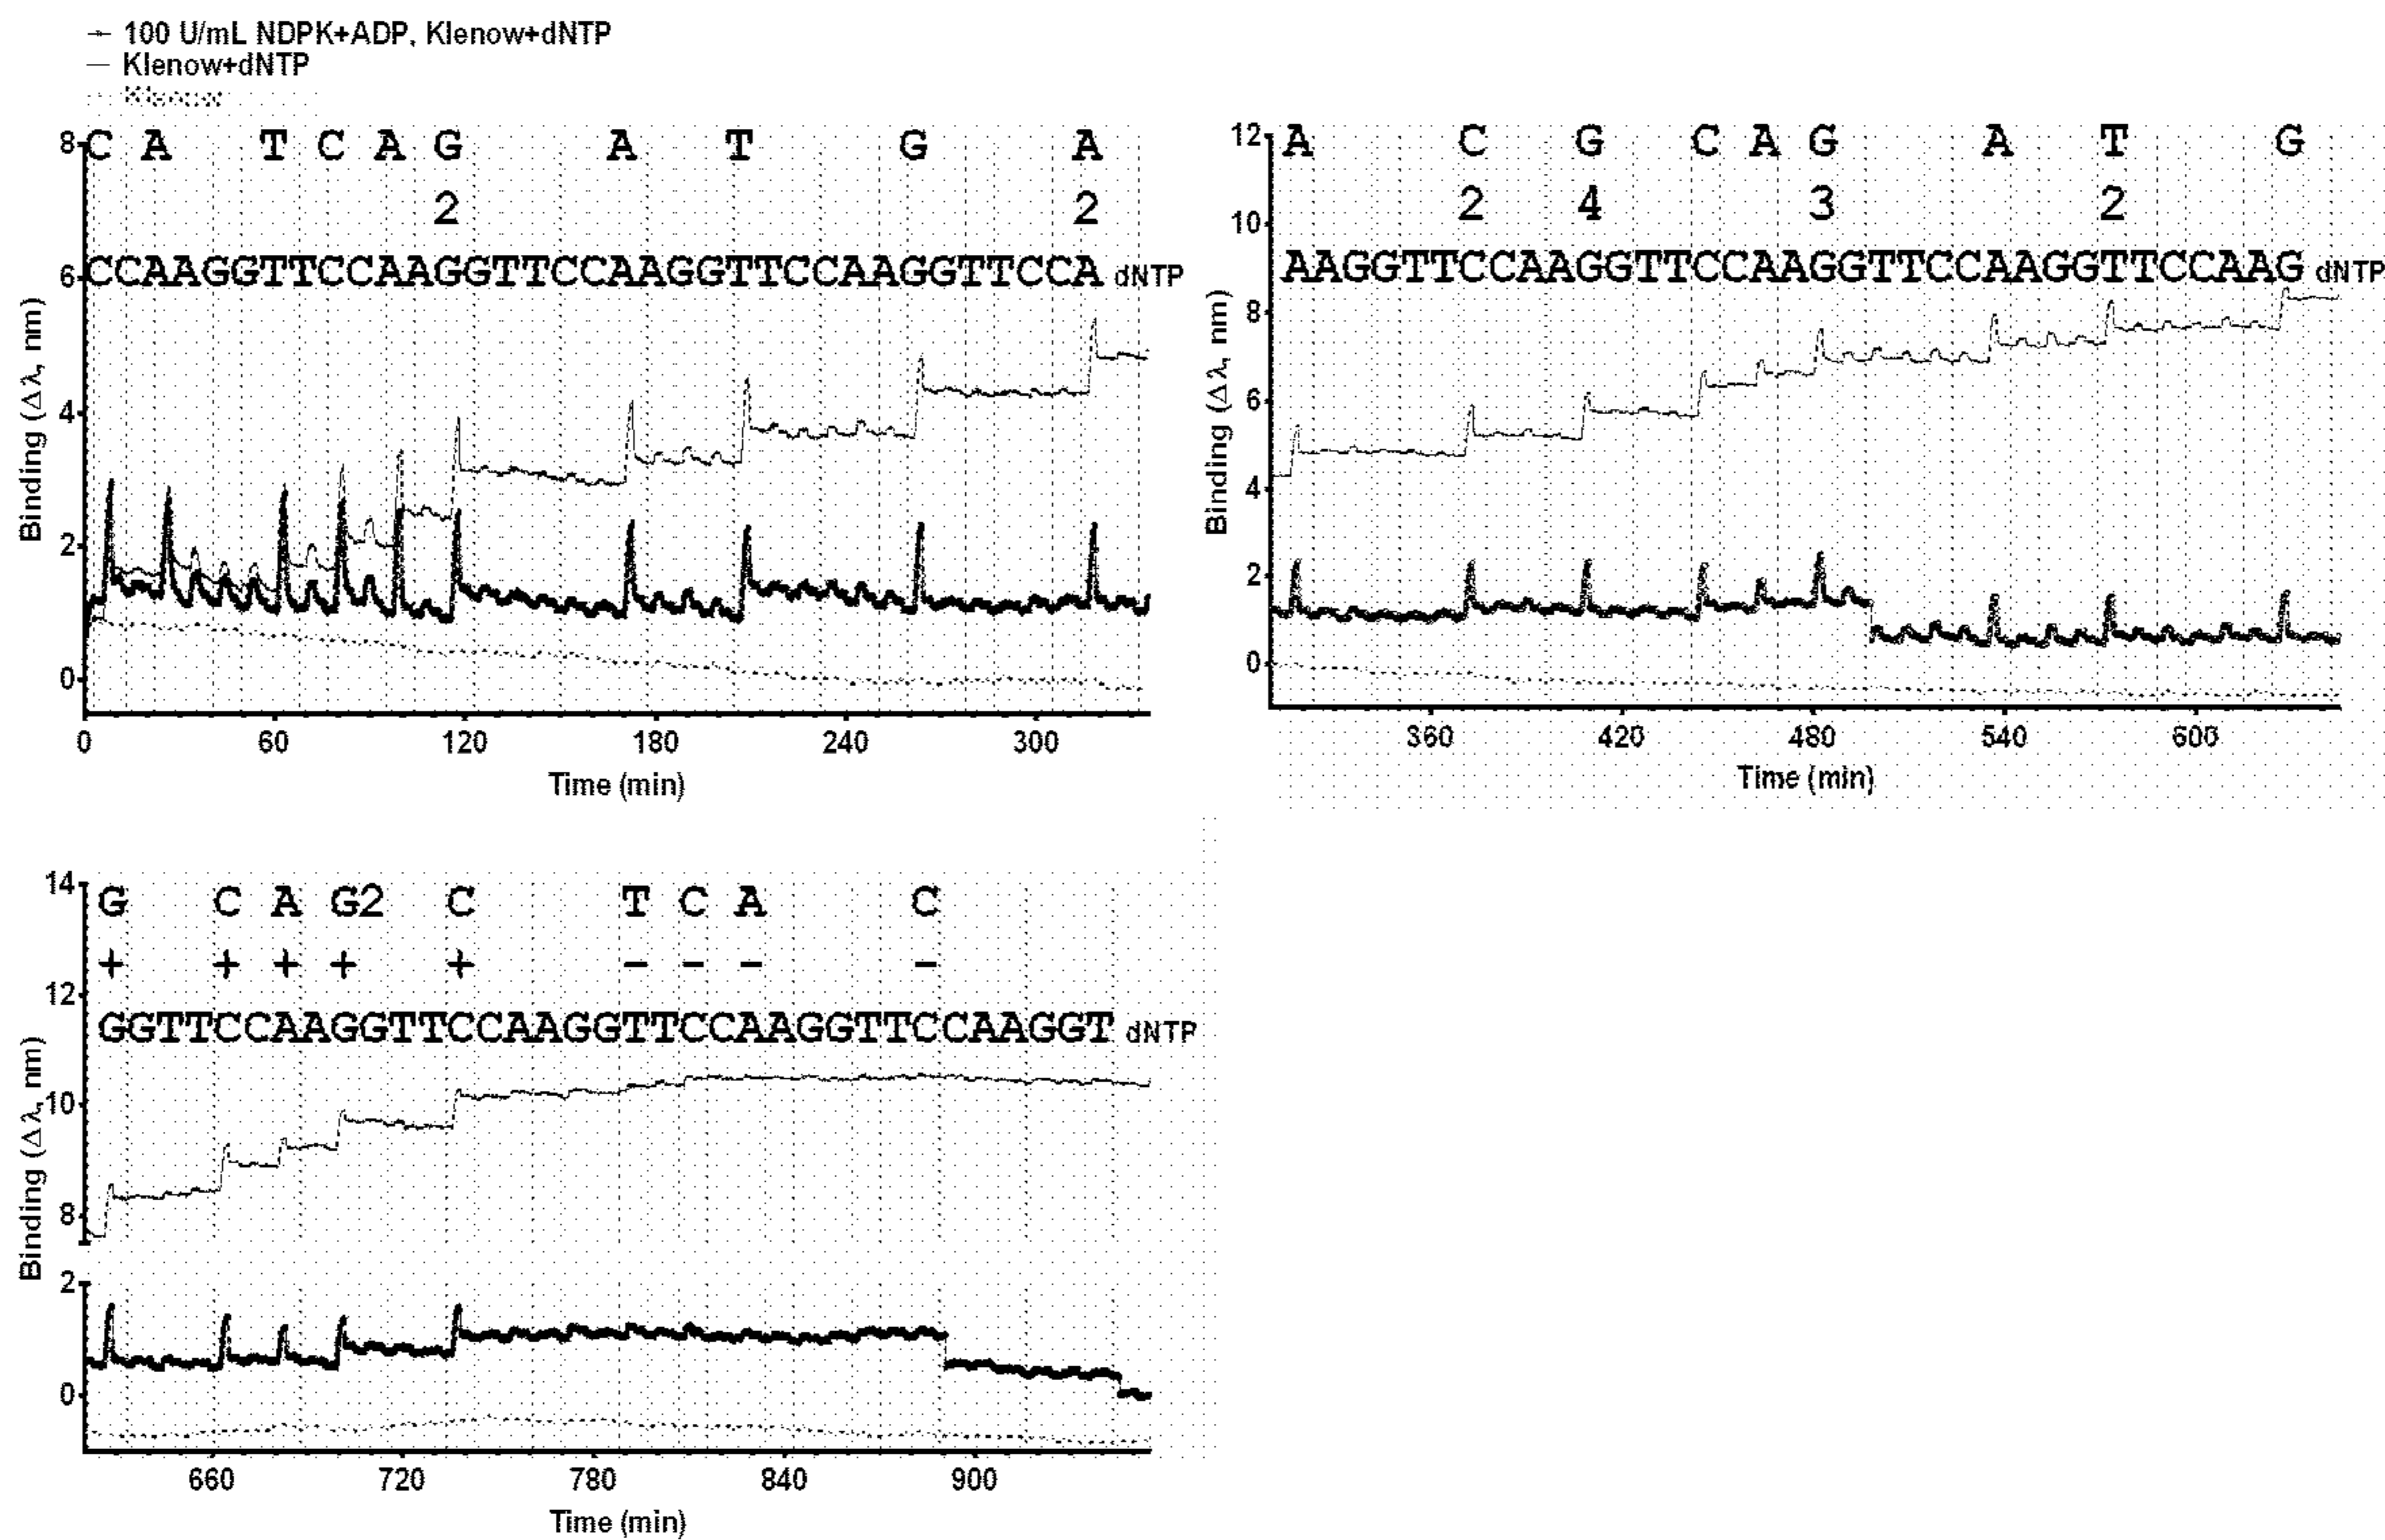 100 U/mL NDPK+ADP, Klenow+dNTP
Klenow+dNTP
Klenow
8
C A T C A G A T G A
2 2
6
CCAAGGTTCCAAGGTTCCAAGGTTCCAAGGTTCCA dNTP
4
2
0
Binding (Δλ, nm)
0 60 120 180 240 300
Time (min)
12
A C G C A G A T G
2 4 3 2
10
AAGGTTCCAAGGTTCCAAGGTTCCAAGGTTCCAAG dNTP
8
6
4
2
0
Binding (Δλ, nm)
360 420 480 540 600
Time (min)
14
G C A G2 C T C A C
+ + + + + − − − −
12
GGTTCCAAGGTTCCAAGGTTCCAAGGTTCCAAGGT dNTP
10
8
2
0
Binding (Δλ, nm)
660 720 780 840 900
Time (min)